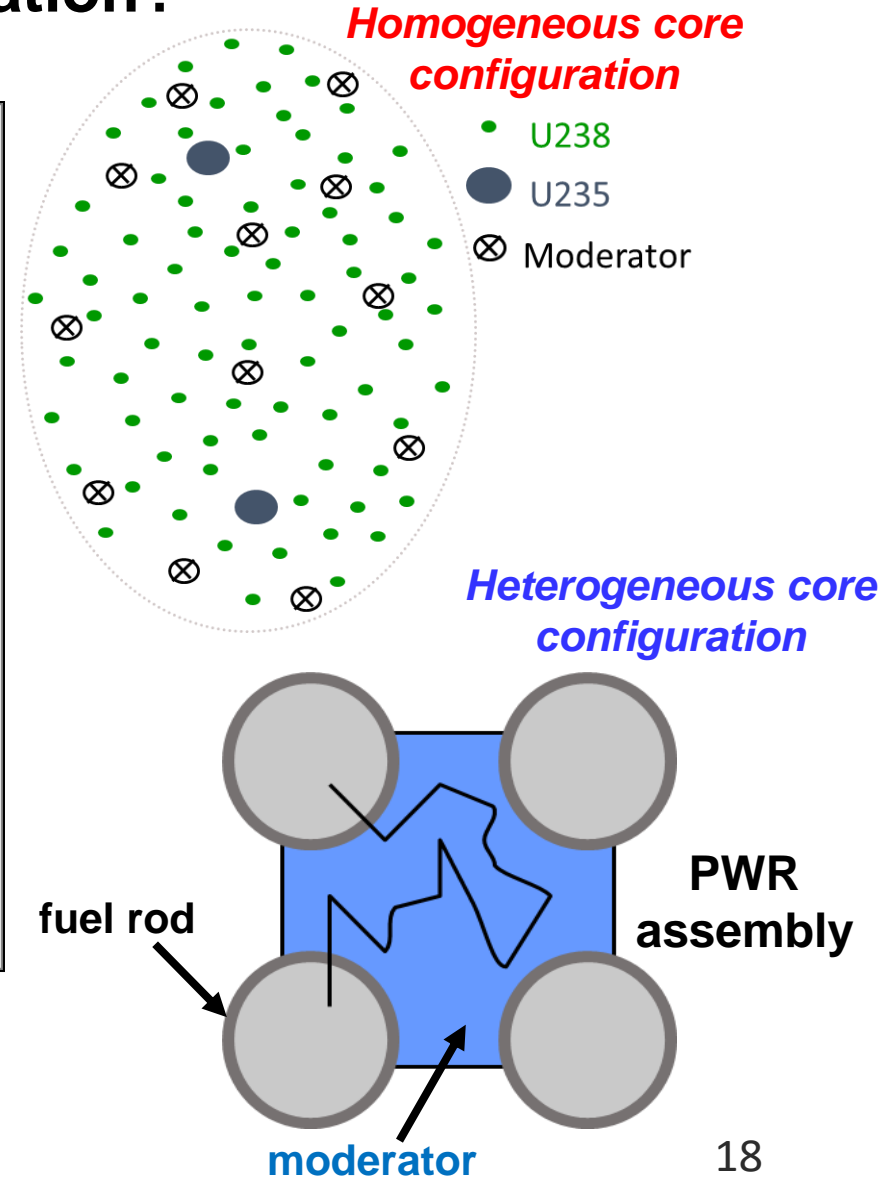 ation?
Homogeneous core
configuration
U238
U235
Moderator
Heterogeneous core
configuration
PWR
assembly
fuel rod
moderator
18